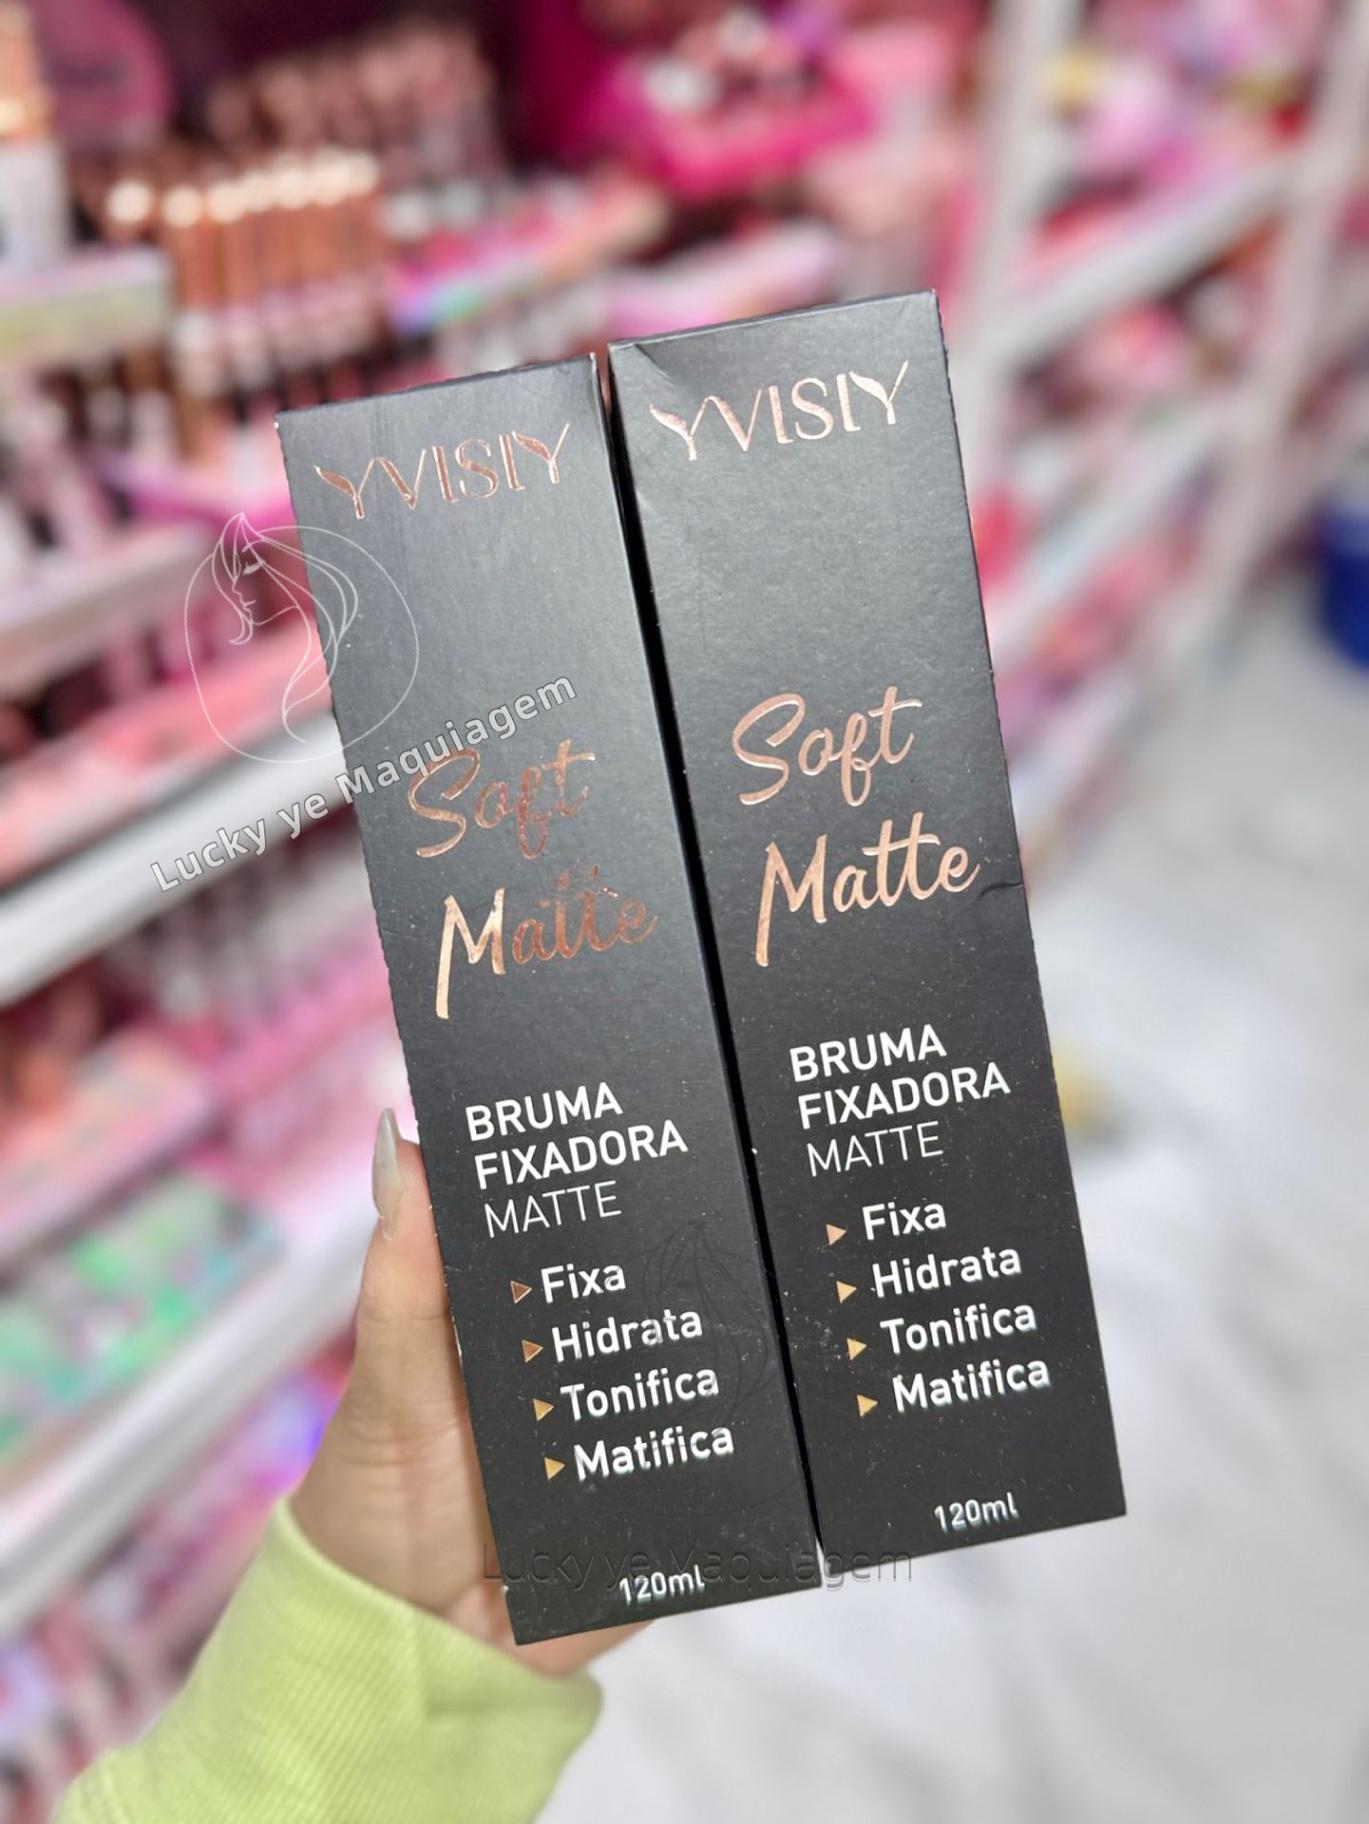 YVISIY
Soft
Matte
BRUMA
FIXADORA
MATTE
Fixa
Hidrata
Tonifica
Matifica
120ml
YVISIY
Soft
Matte
BRUMA
FIXADORA
MATTE
Fixa
Hidrata
Tonifica
Matifica
120ml
Lucky ye Maquiagem
Lucky ye Maquiagem